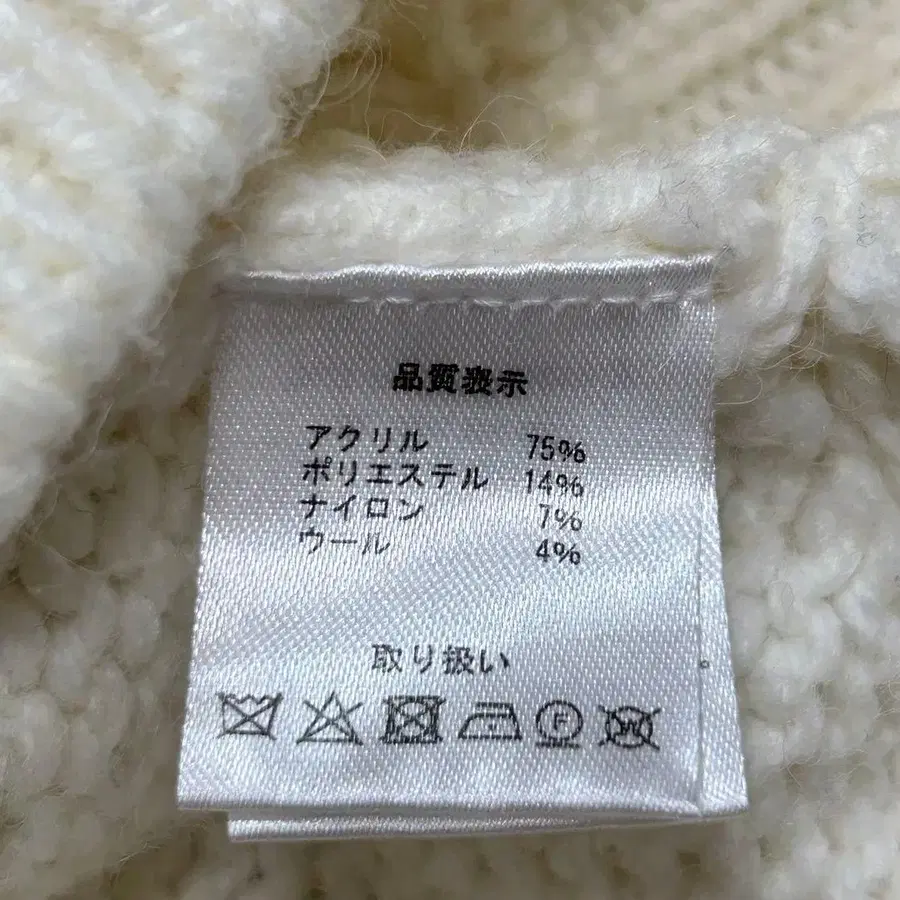 品質表示
アクリル 75%
ポリエステル 14%
ナイロン 7%
ウール 4%
取り扱い
F W